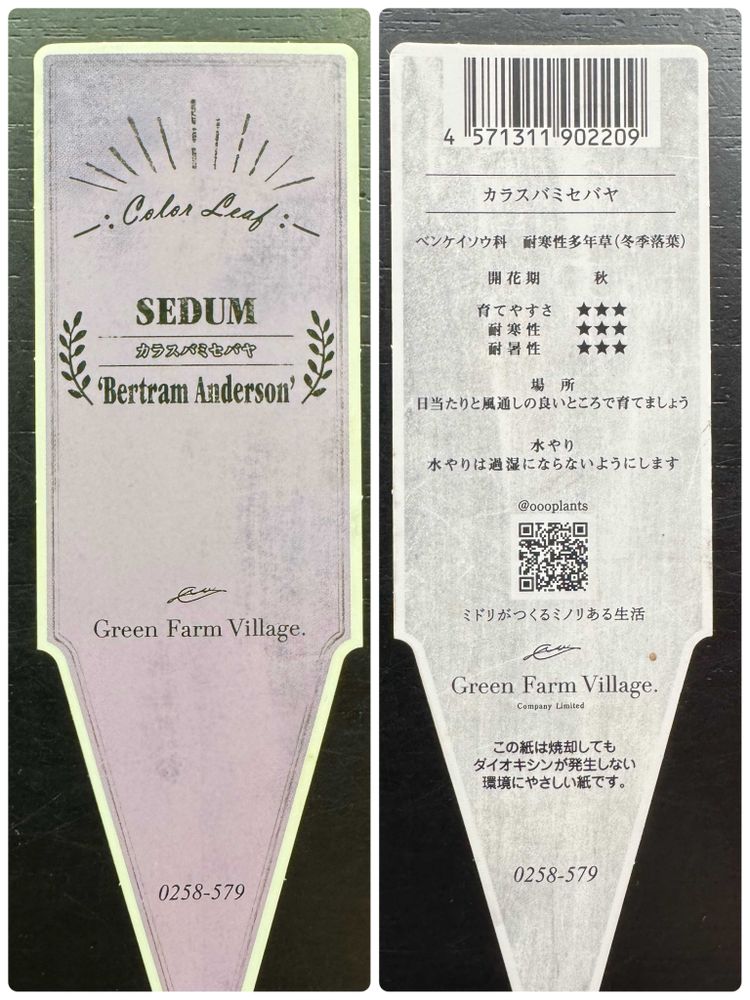 Color Leaf
SEDUM
カラスバミセバヤ
‘Bertram Anderson’
Green Farm Village.
0258-579
4 571311 902209
カラスバミセバヤ
ベンケイソウ科　耐寒性多年草(冬季落葉)
開花期　秋
育てやすさ ★★★
耐寒性 ★★★
耐暑性 ★★★
場所
日当たりと風通しの良いところで育てましょう
水やり
水やりは過湿にならないようにします
@oooplants
ミドリがつくるミノリある生活
Green Farm Village.
Company Limited
この紙は焼却しても
ダイオキシンが発生しない
環境にやさしい紙です。
0258-579